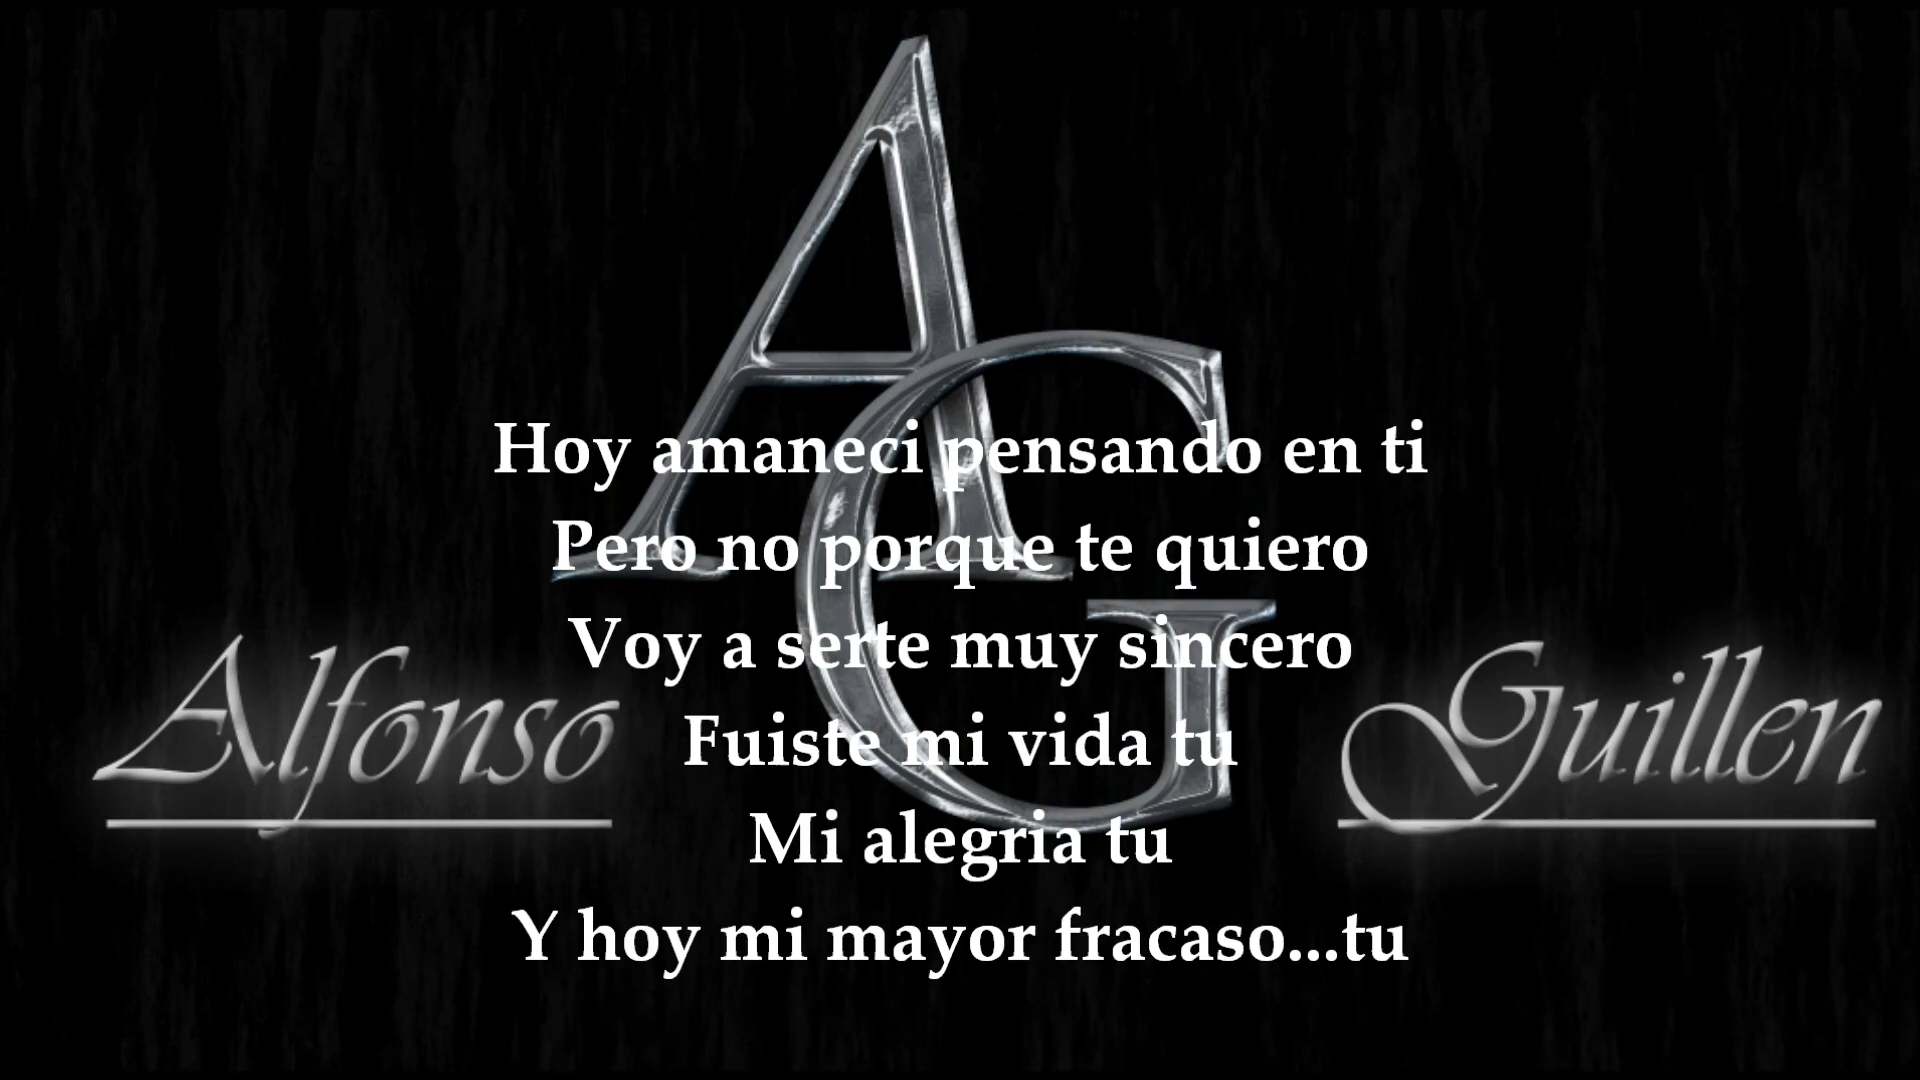 AG
Hoy amaneci pensando en ti
Pero no porque te quiero
Voy a serte muy sincero
Fuiste mi vida tu
Mi alegria tu
Y hoy mi mayor fracaso...tu
Alfonso
Guillen